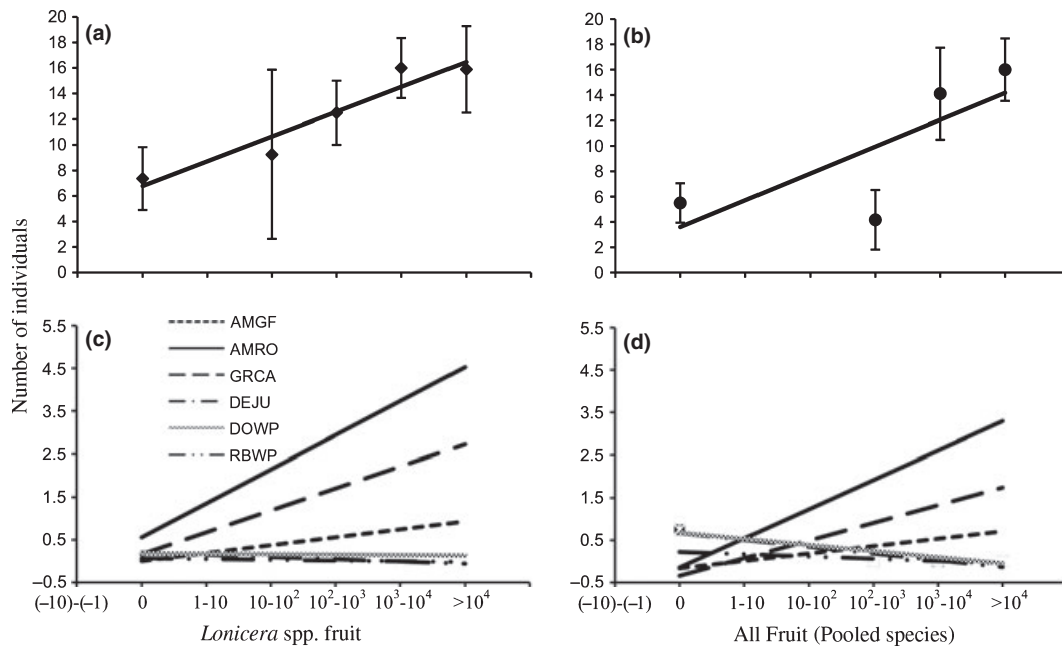 (a)
20
18
16
14
12
10
8
6
4
2
0
(b)
20
18
16
14
12
10
8
6
4
2
0
Number of individuals
(c)
5.5
4.5
3.5
2.5
1.5
0.5
–0.5
AMGF
AMRO
GRCA
DEJU
DOWP
RBWP
(–10)-(–1) 0 1-10 10-10² 10²-10³ 10³-10⁴ >10⁴
Lonicera spp. fruit
(d)
5.5
4.5
3.5
2.5
1.5
0.5
–0.5
(–10)-(–1) 0 1-10 10-10² 10²-10³ 10³-10⁴ >10⁴
All Fruit (Pooled species)